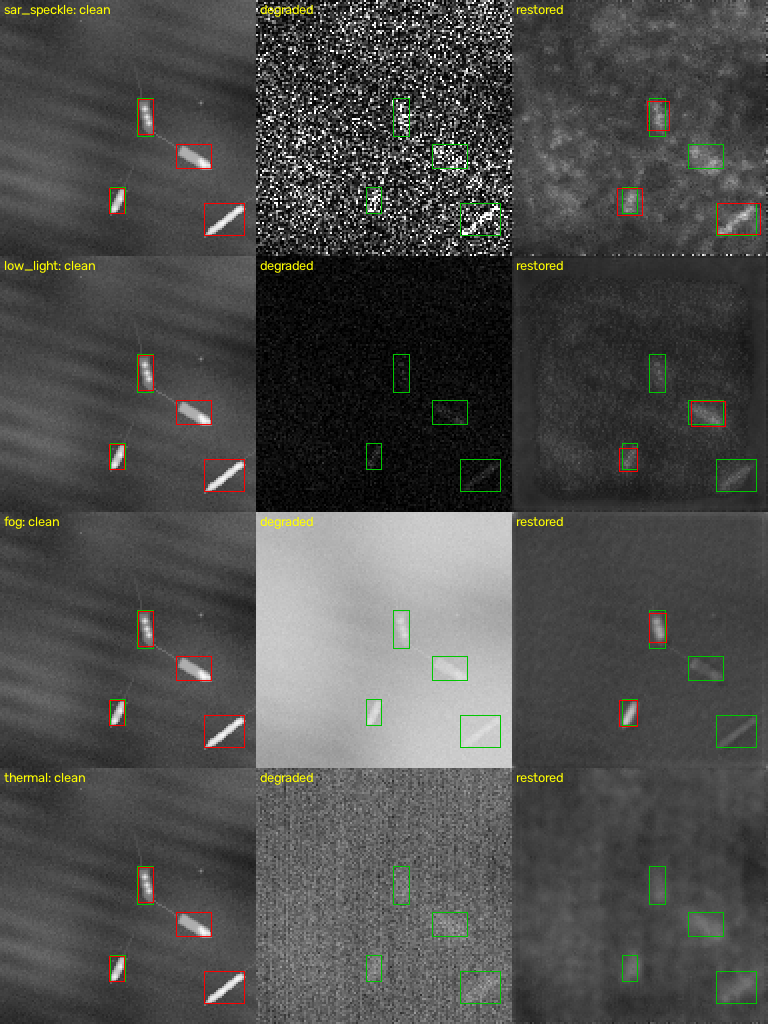 sar_speckle: clean degraded restored
low_light: clean degraded restored
fog: clean degraded restored
thermal: clean degraded restored